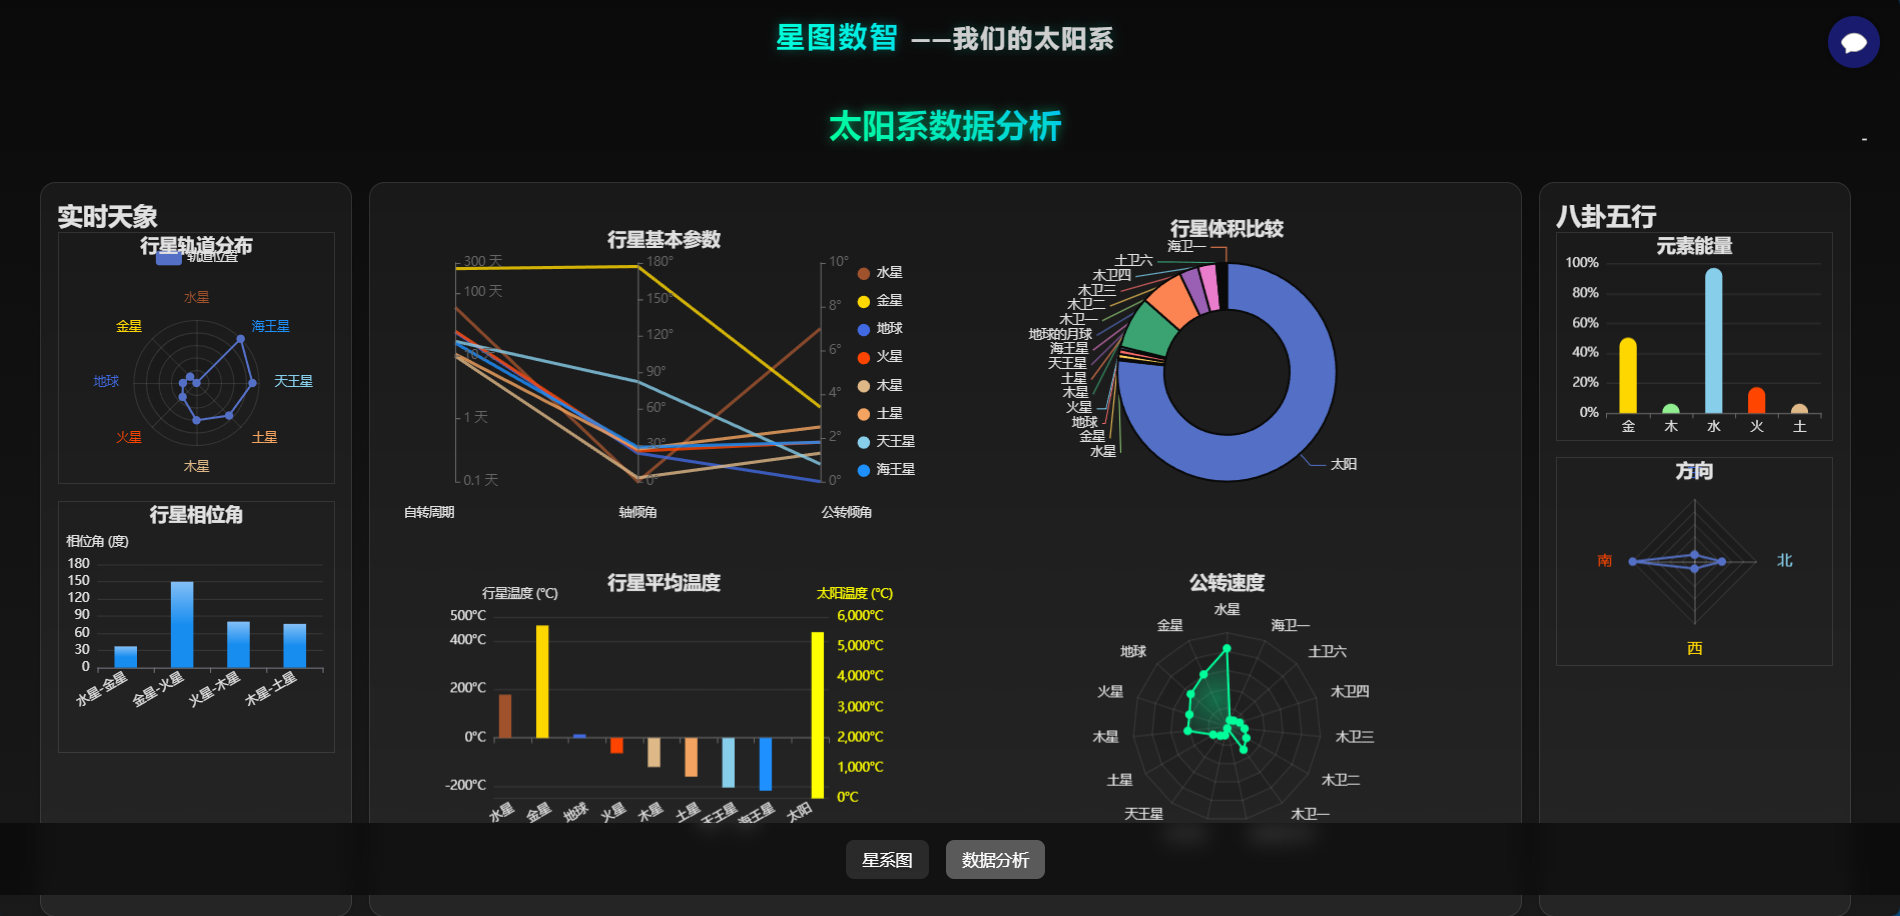 星图数智 ——我们的太阳系
太阳系数据分析
-
实时天象
行星轨道分布
轨道位置
水星
金星
海王星
地球
天王星
火星
土星
木星
行星相位角
相位角 (度)
180
150
120
90
60
30
0
水星-金星
金星-火星
火星-木星
木星-土星
行星基本参数
300 天
100 天
10 天
1 天
0.1 天
自转周期
180°
150°
120°
90°
60°
30°
0°
轴倾角
10°
8°
6°
4°
2°
0°
公转倾角
水星
金星
地球
火星
木星
土星
天王星
海王星
行星体积比较
海卫一
土卫六
木卫四
木卫三
木卫二
木卫一
地球的月球
海王星
天王星
土星
木星
火星
地球
金星
水星
太阳
行星平均温度
行星温度 (°C)
太阳温度 (°C)
500°C
400°C
200°C
0°C
-200°C
6,000°C
5,000°C
4,000°C
3,000°C
2,000°C
1,000°C
0°C
水星
金星
地球
火星
木星
土星
天王星
海王星
太阳
公转速度
水星
金星
海卫一
地球
土卫六
火星
木卫四
木星
木卫三
土星
木卫二
天王星
木卫一
八卦五行
元素能量
100%
80%
60%
40%
20%
0%
金
木
水
火
土
方向
南
北
西
星系图
数据分析